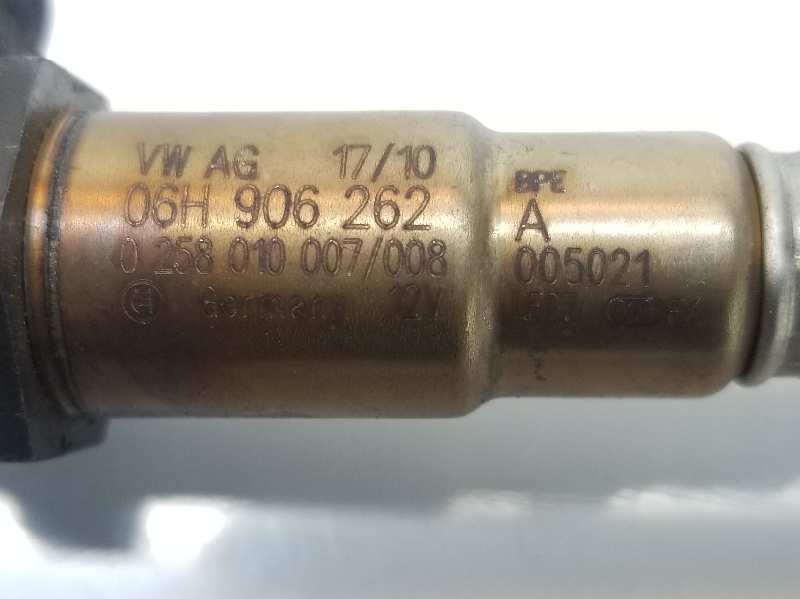 VW AG 17/10
06H 906 262
0 258 010 007/008
Germany 12V
BPE
A
005021